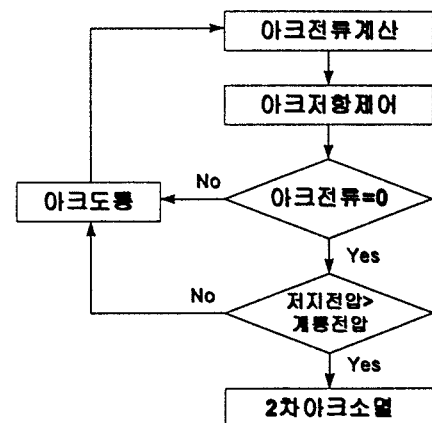 아크전류계산
아크저항제어
No
아크전류=0
아크도통
Yes
No
저지전압>
계통전압
Yes
2차아크소멸